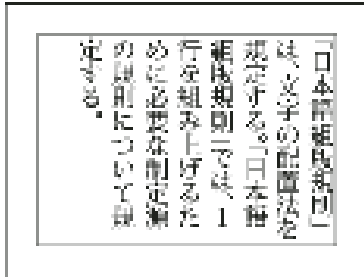 「日本語組版規則」
は、文字の配置法を
規定する。「日本語
組版規則」では、1
行を組み上げるた
めに必要な制定
の規則について規
定する。